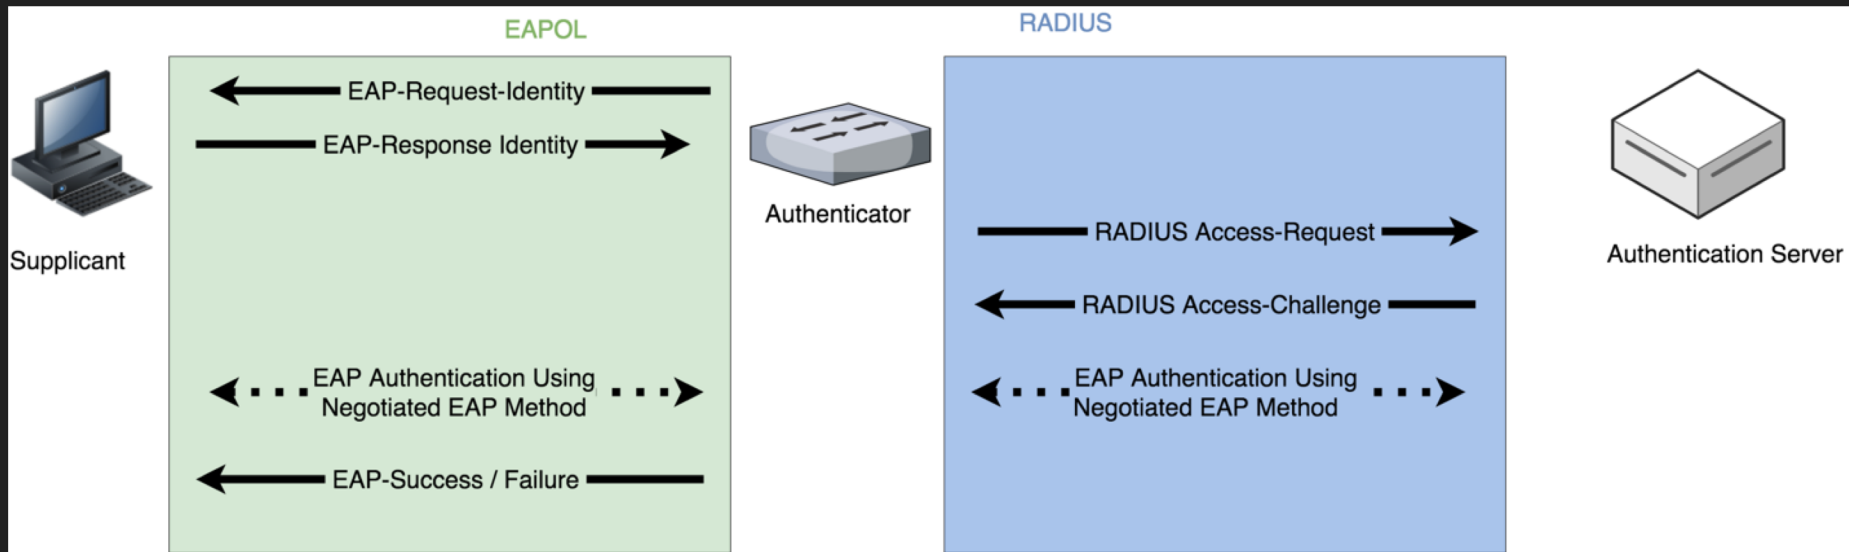 EAPOL
RADIUS
EAP-Request-Identity
EAP-Response Identity
Authenticator
Supplicant
RADIUS Access-Request
Authentication Server
RADIUS Access-Challenge
EAP Authentication Using
Negotiated EAP Method
EAP Authentication Using
Negotiated EAP Method
EAP-Success / Failure